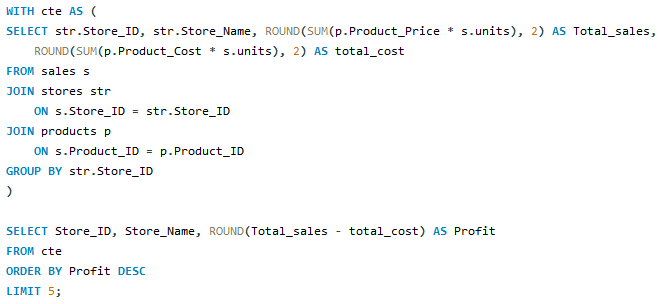 WITH cte AS (
SELECT str.Store_ID, str.Store_Name, ROUND(SUM(p.Product_Price * s.units), 2) AS Total_sales,
    ROUND(SUM(p.Product_Cost * s.units), 2) AS total_cost
FROM sales s
JOIN stores str
    ON s.Store_ID = str.Store_ID
JOIN products p
    ON s.Product_ID = p.Product_ID
GROUP BY str.Store_ID
)

SELECT Store_ID, Store_Name, ROUND(Total_sales - total_cost) AS Profit
FROM cte
ORDER BY Profit DESC
LIMIT 5;